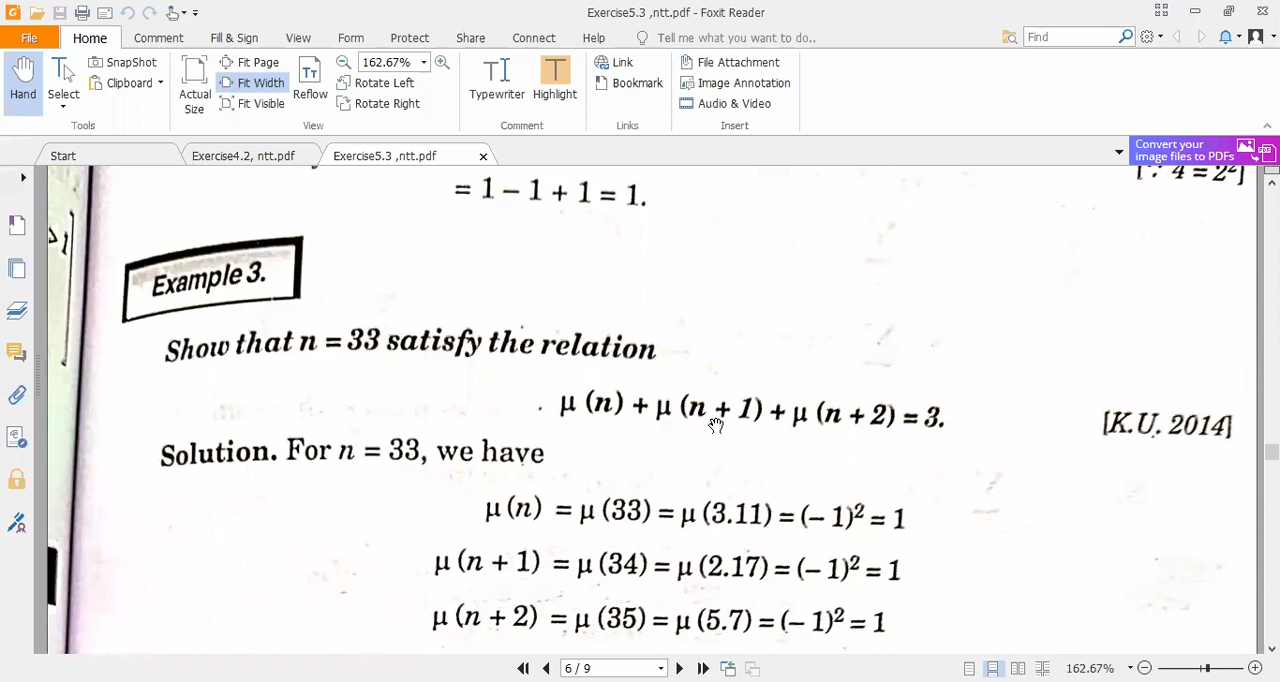 Exercise5.3 ,ntt.pdf - Foxit Reader
File Home Comment Fill & Sign View Form Protect Share Connect Help Tell me what you want to do.. Find
Hand
Select
SnapShot
Clipboard
Tools
Actual Size
Fit Page
Fit Width
Fit Visible
Reflow
162.67%
Rotate Left
Rotate Right
View
Typewriter
Highlight
Comment
Link
Bookmark
Links
File Attachment
Image Annotation
Audio & Video
Insert
Start Exercise4.2, ntt.pdf Exercise5.3 ,ntt.pdf
Convert your
image files to PDFs
[∵ 4 = 2²]
= 1 – 1 + 1 = 1.
Example 3.
Show that n = 33 satisfy the relation
μ (n) + μ (n + 1) + μ (n + 2) = 3.
[K.U. 2014]
Solution. For n = 33, we have
μ (n) = μ (33) = μ (3.11) = (– 1)² = 1
μ (n + 1) = μ (34) = μ (2.17) = (– 1)² = 1
μ (n + 2) = μ (35) = μ (5.7) = (– 1)² = 1
6 / 9
162.67%